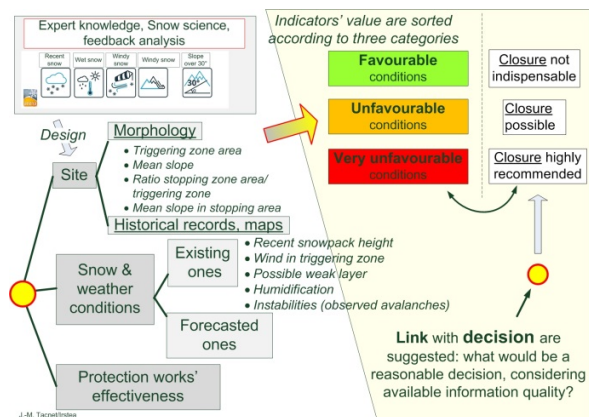 Expert knowledge, Snow science,
feedback analysis
Recent
snow
Wet snow
Windy
snow
Windy snow
Slope
over 30°
30°
Design
Site
Morphology
• Triggering zone area
• Mean slope
• Ratio stopping zone area/
triggering zone
• Mean slope in stopping area
Historical records, maps
Snow &
weather
conditions
Existing
ones
• Recent snowpack height
• Wind in triggering zone
• Possible weak layer
• Humidification
• Instabilities (observed avalanches)
Forecasted
ones
Protection works'
effectiveness
J.-M. Tacnet/Irstea
Indicators' value are sorted
according to three categories
Favourable
conditions
Closure not
indispensable
Unfavourable
conditions
Closure
possible
Very unfavourable
conditions
Closure highly
recommended
Link with decision are
suggested: what would be a
reasonable decision, considering
available information quality?